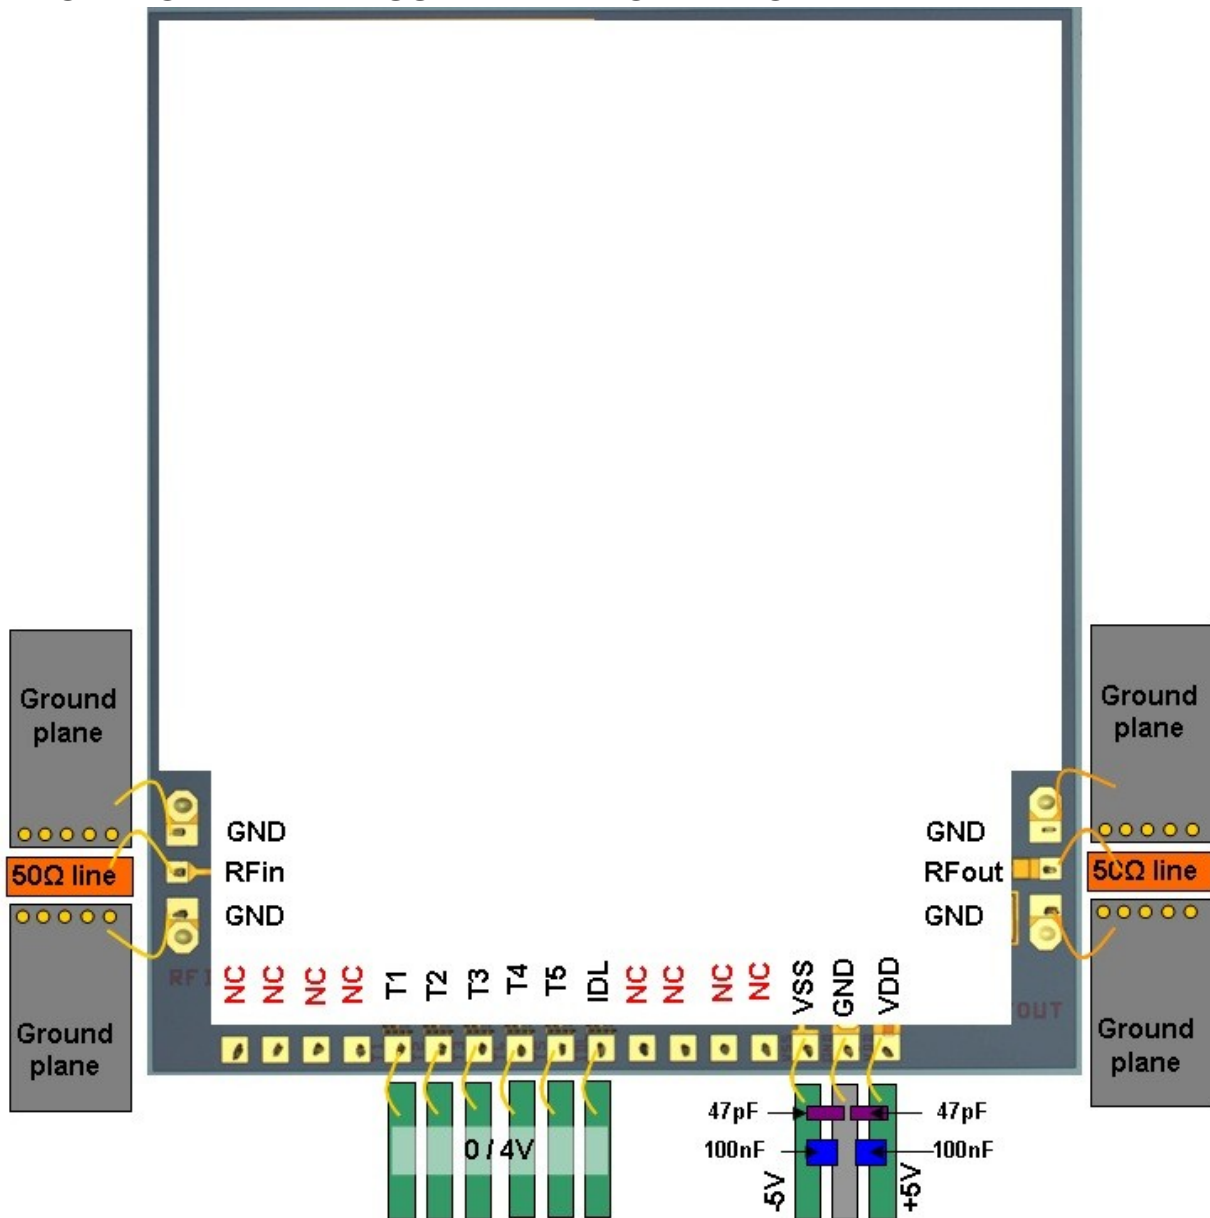 Ground
plane
Ground
plane
GND
GND
50Ω line
RFin
RFout
50Ω line
GND
GND
NC
NC
NC
NC
T1
T2
T3
T4
T5
IDL
NC
NC
NC
NC
VSS
GND
VDD
OUT
Ground
plane
Ground
plane
47pF
47pF
0 / 4V
100nF
100nF
-5V
+5V